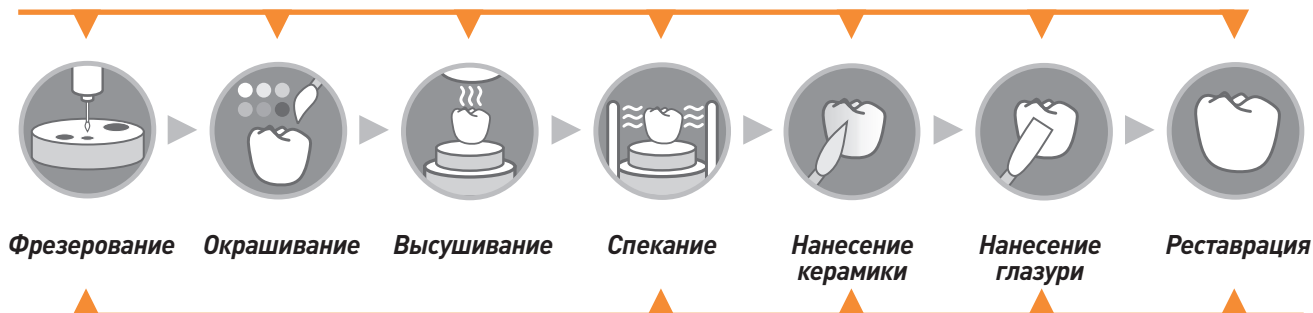 Фрезерование
Окрашивание
Высушивание
Спекание
Нанесение
керамики
Нанесение
глазури
Реставрация